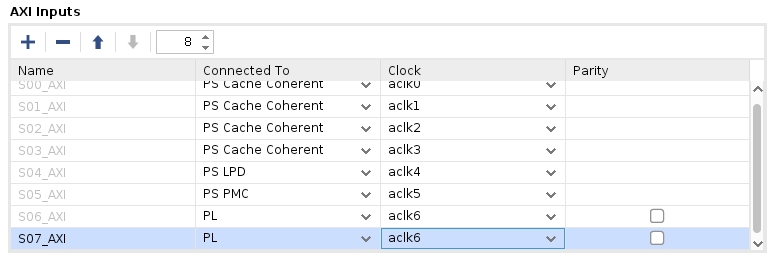 AXI Inputs
8
Name Connected To Clock Parity
S00_AXI PS Cache Coherent aclk0
S01_AXI PS Cache Coherent aclk1
S02_AXI PS Cache Coherent aclk2
S03_AXI PS Cache Coherent aclk3
S04_AXI PS LPD aclk4
S05_AXI PS PMC aclk5
S06_AXI PL aclk6
S07_AXI PL aclk6